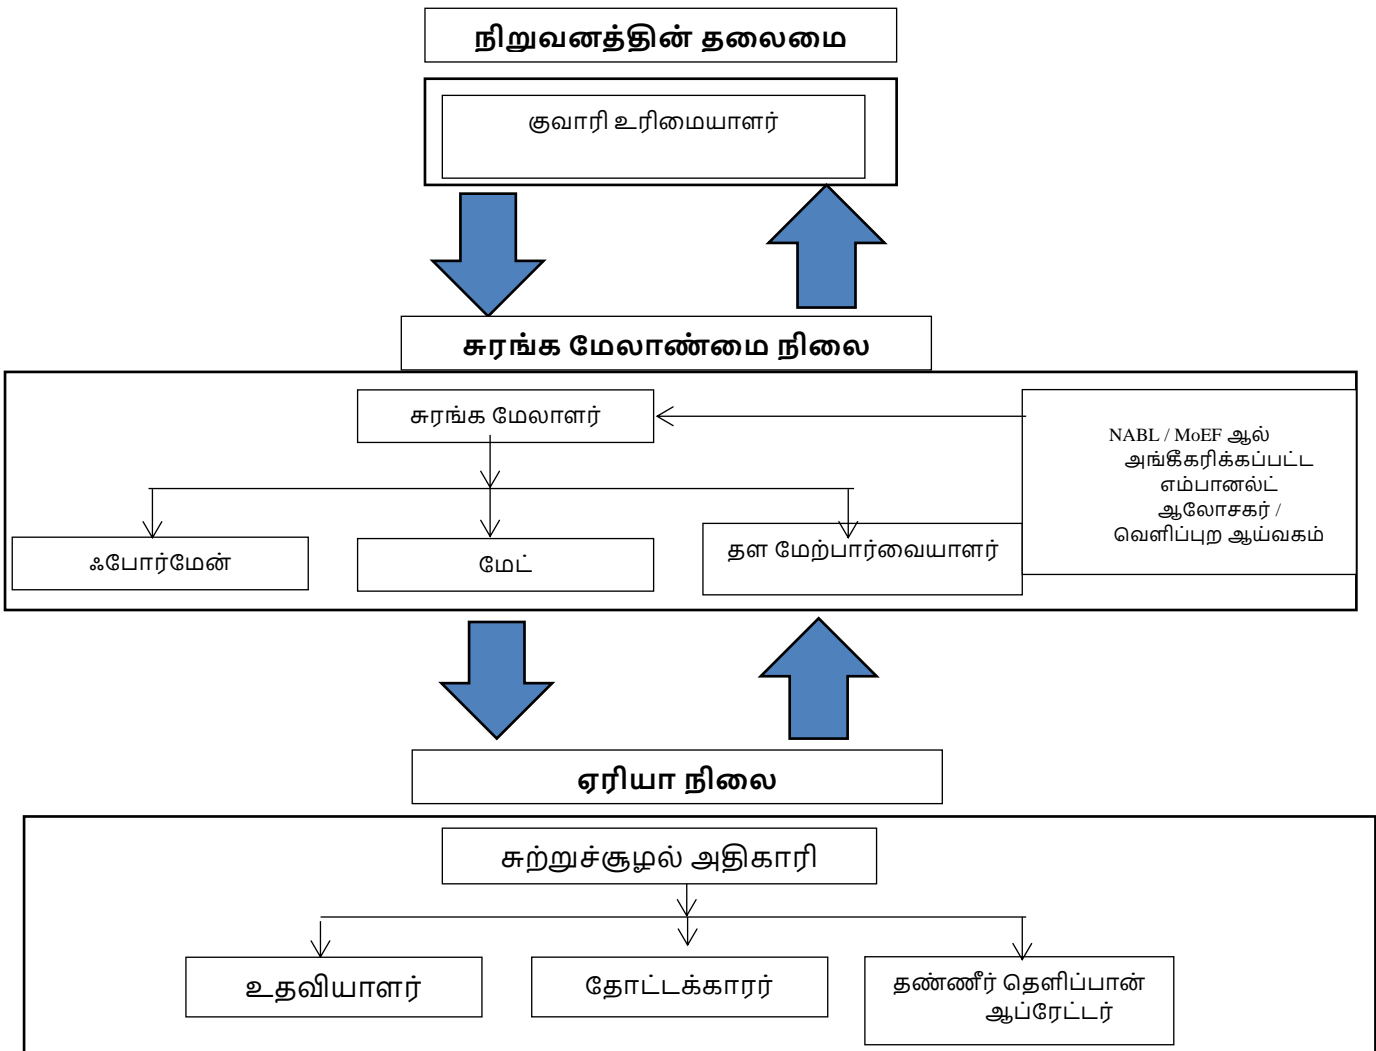 நிறுவனத்தின் தலைமை
குவாரி உரிமையாளர்
சுரங்க மேலாண்மை நிலை
சுரங்க மேலாளர்
NABL / MoEF ஆல்
அங்கீகரிக்கப்பட்ட
எம்பானல்ட்
ஆலோசகர் /
வெளிப்புற ஆய்வகம்
ஃபோர்மேன்
மேட்
தள மேற்பார்வையாளர்
ஏரியா நிலை
சுற்றுச்சூழல் அதிகாரி
உதவியாளர்
தோட்டக்காரர்
தண்ணீர் தெளிப்பான்
ஆப்ரேட்டர்